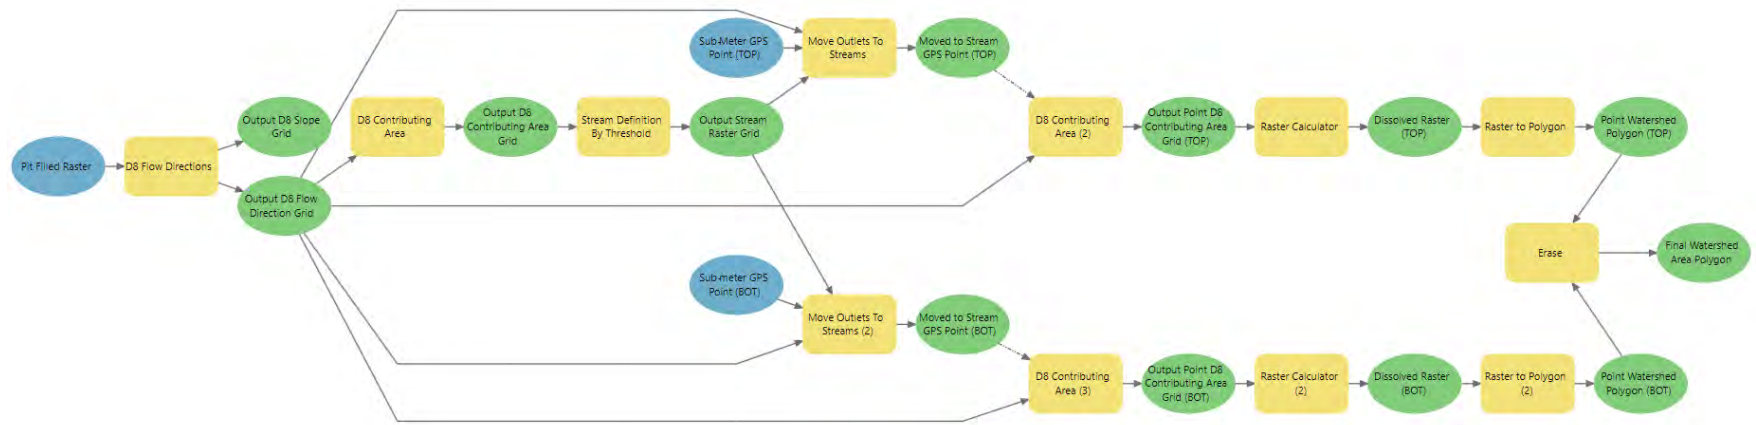 Sub-Meter GPS
Point (TOP)
Move Outlets To
Streams
Moved to Stream
GPS Point (TOP)
Output D8 Slope
Grid
D8 Contributing
Area
Output D8
Contributing Area
Grid
Stream Definition
By Threshold
Output Stream
Raster Grid
D8 Contributing
Area (2)
Output Point D8
Contributing Area
Grid (TOP)
Raster Calculator
Dissolved Raster
(TOP)
Raster to Polygon
Point Watershed
Polygon (TOP)
Pit Filled Raster
D8 Flow Directions
Output D8 Flow
Direction Grid
Erase
Final Watershed
Area Polygon
Sub-meter GPS
Point (BOT)
Move Outlets To
Streams (2)
Moved to Stream
GPS Point (BOT)
D8 Contributing
Area (3)
Output Point D8
Contributing Area
Grid (BOT)
Raster Calculator
(2)
Dissolved Raster
(BOT)
Raster to Polygon
(2)
Point Watershed
Polygon (BOT)